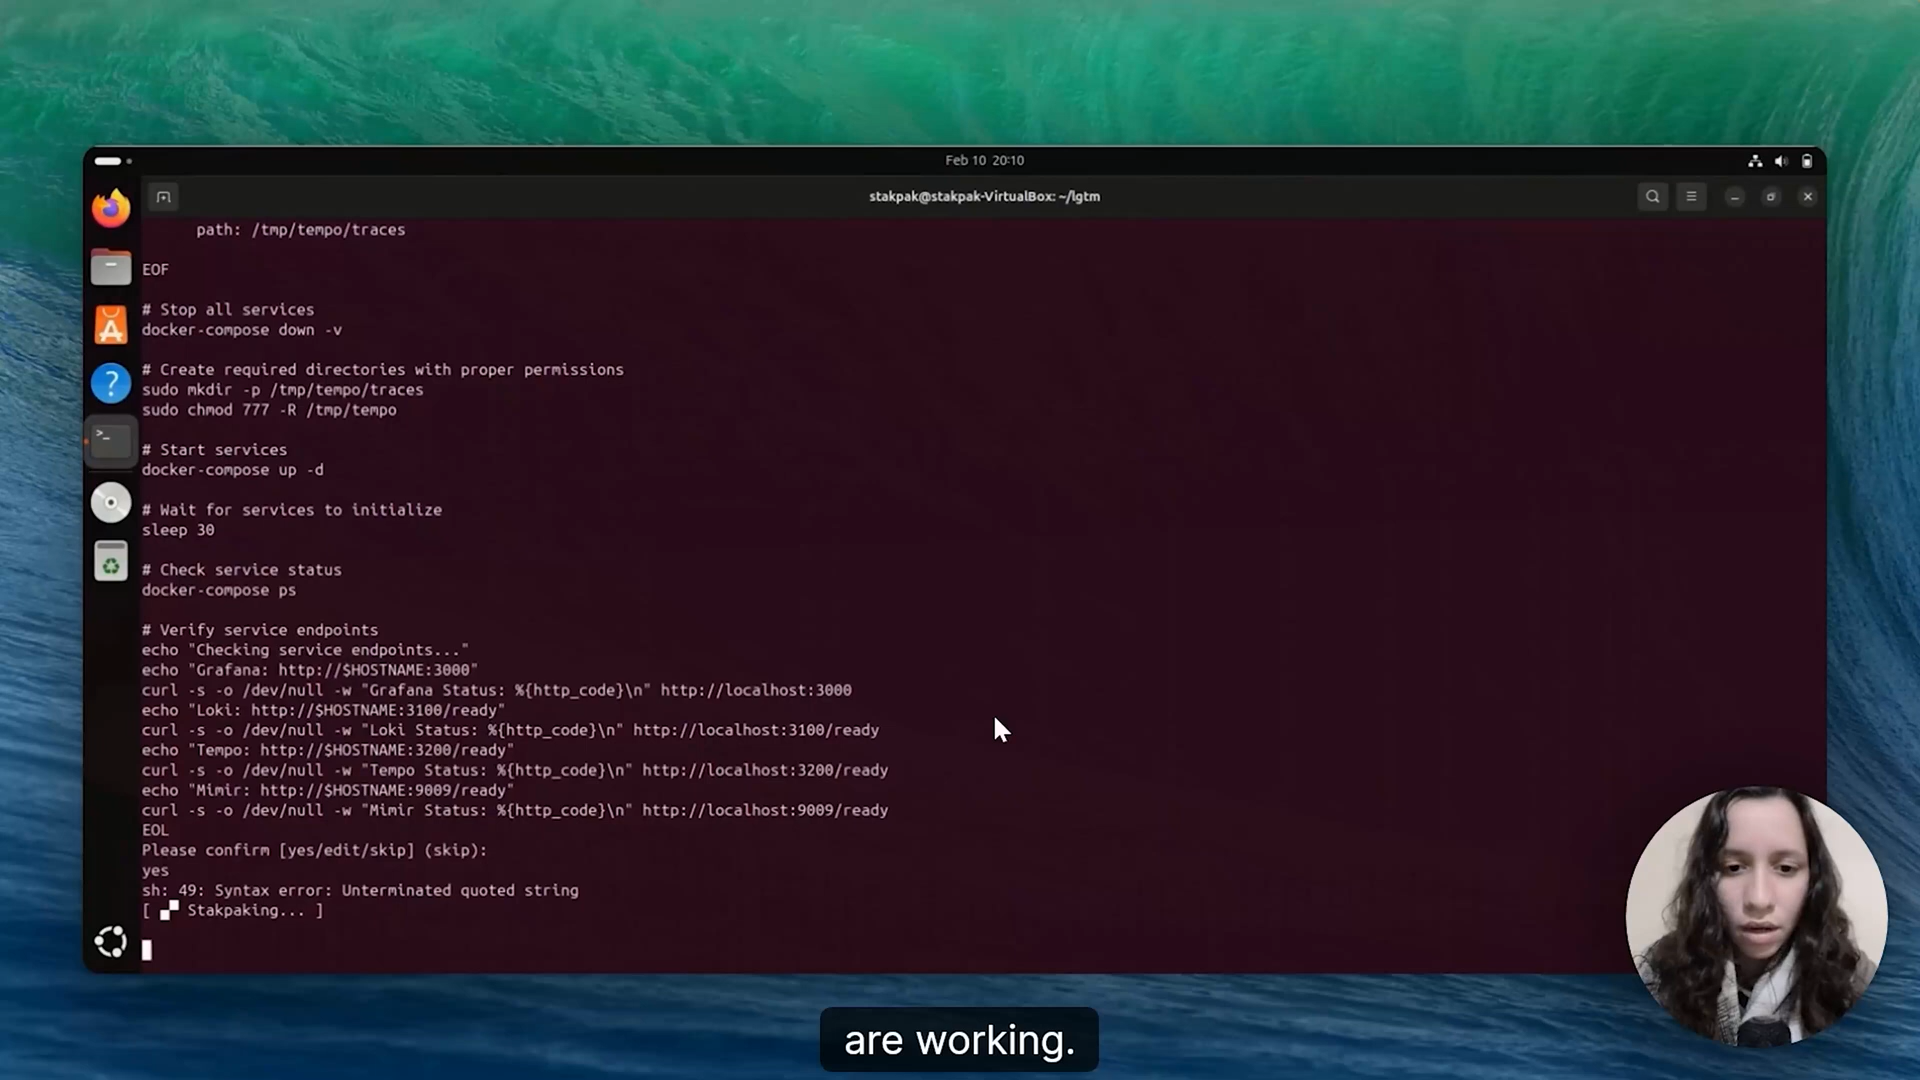 Feb 10 20:10
stakpak@stakpak-VirtualBox: ~/lgtm
path: /tmp/tempo/traces
EOF
# Stop all services
docker-compose down -v
# Create required directories with proper permissions
sudo mkdir -p /tmp/tempo/traces
sudo chmod 777 -R /tmp/tempo
# Start services
docker-compose up -d
# Wait for services to initialize
sleep 30
# Check service status
docker-compose ps
# Verify service endpoints
echo "Checking service endpoints..."
echo "Grafana: http://$HOSTNAME:3000"
curl -s -o /dev/null -w "Grafana Status: %{http_code}\n" http://localhost:3000
echo "Loki: http://$HOSTNAME:3100/ready"
curl -s -o /dev/null -w "Loki Status: %{http_code}\n" http://localhost:3100/ready
echo "Tempo: http://$HOSTNAME:3200/ready"
curl -s -o /dev/null -w "Tempo Status: %{http_code}\n" http://localhost:3200/ready
echo "Mimir: http://$HOSTNAME:9009/ready"
curl -s -o /dev/null -w "Mimir Status: %{http_code}\n" http://localhost:9009/ready
EOL
Please confirm [yes/edit/skip] (skip):
yes
sh: 49: Syntax error: Unterminated quoted string
[ Stakpaking... ]
are working.